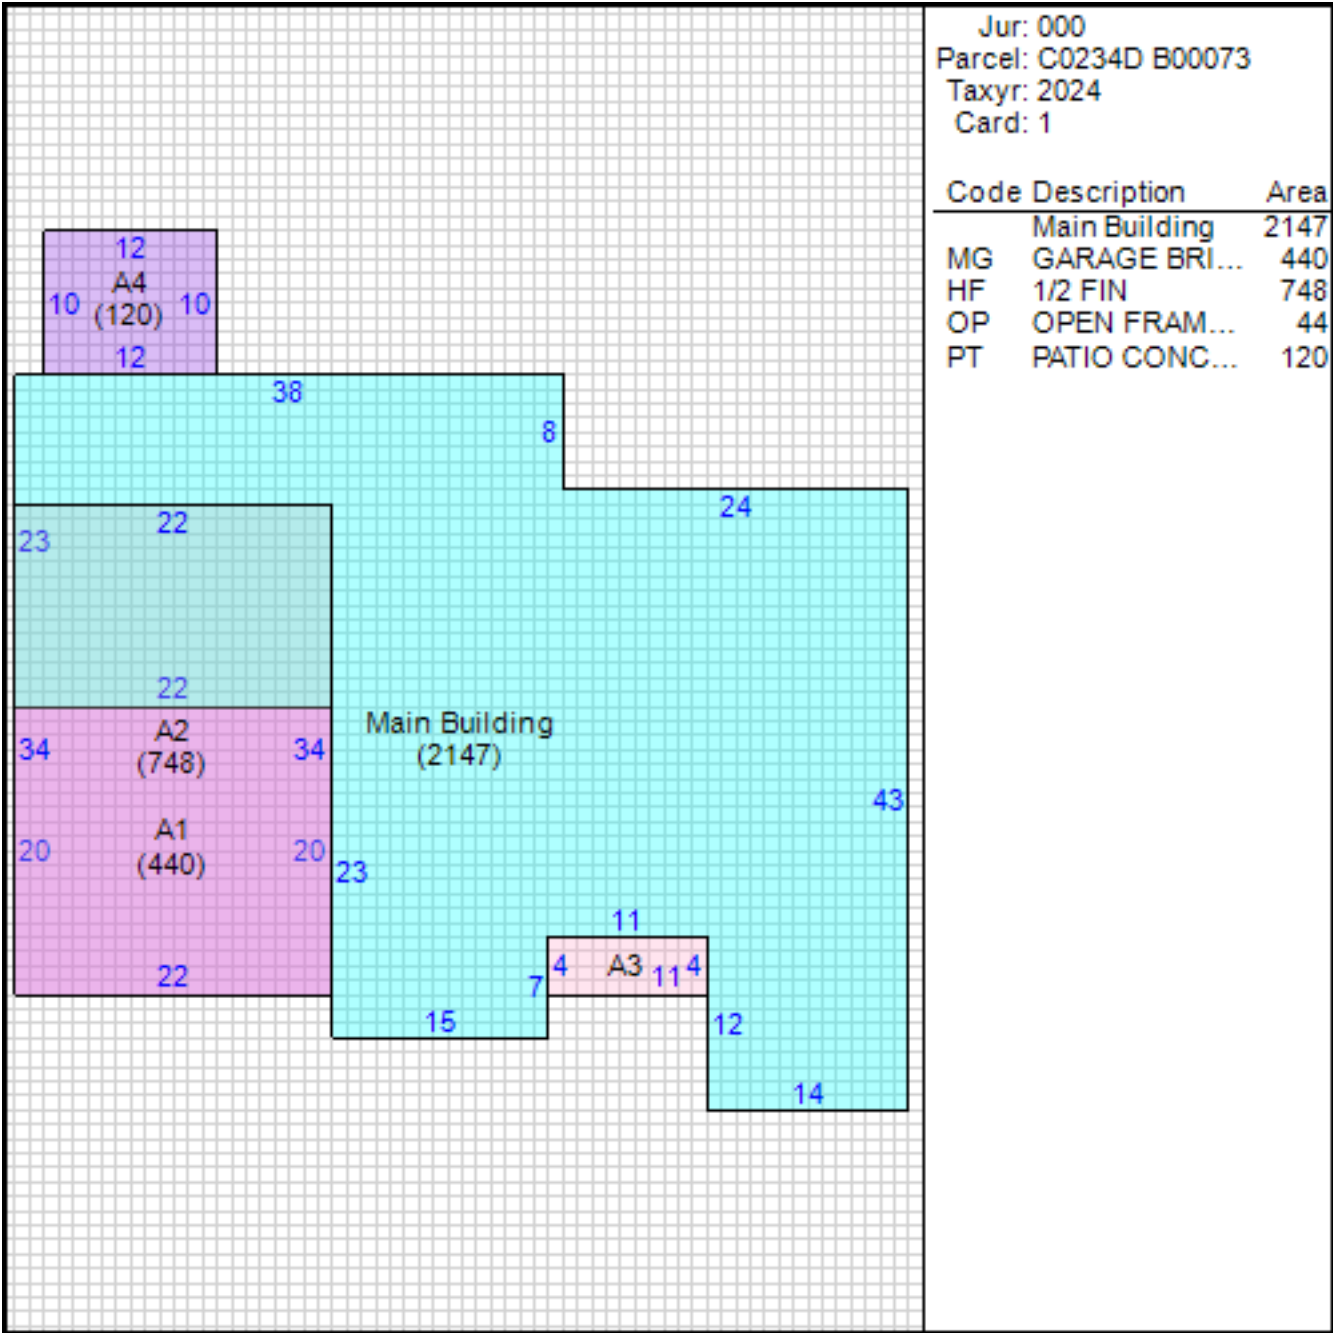 Jur: 000
Parcel: C0234D B00073
Taxyr: 2024
Card: 1
Code Description Area
Main Building 2147
MG GARAGE BRI... 440
HF 1/2 FIN 748
OP OPEN FRAM... 44
PT PATIO CONC... 120
12
A4
10 (120) 10
12
38
8
24
22
23
22
A2
34 (748) 34
Main Building
(2147)
43
A1
20 (440) 20
23
11
4 A3 11 4
22
7
15
12
14